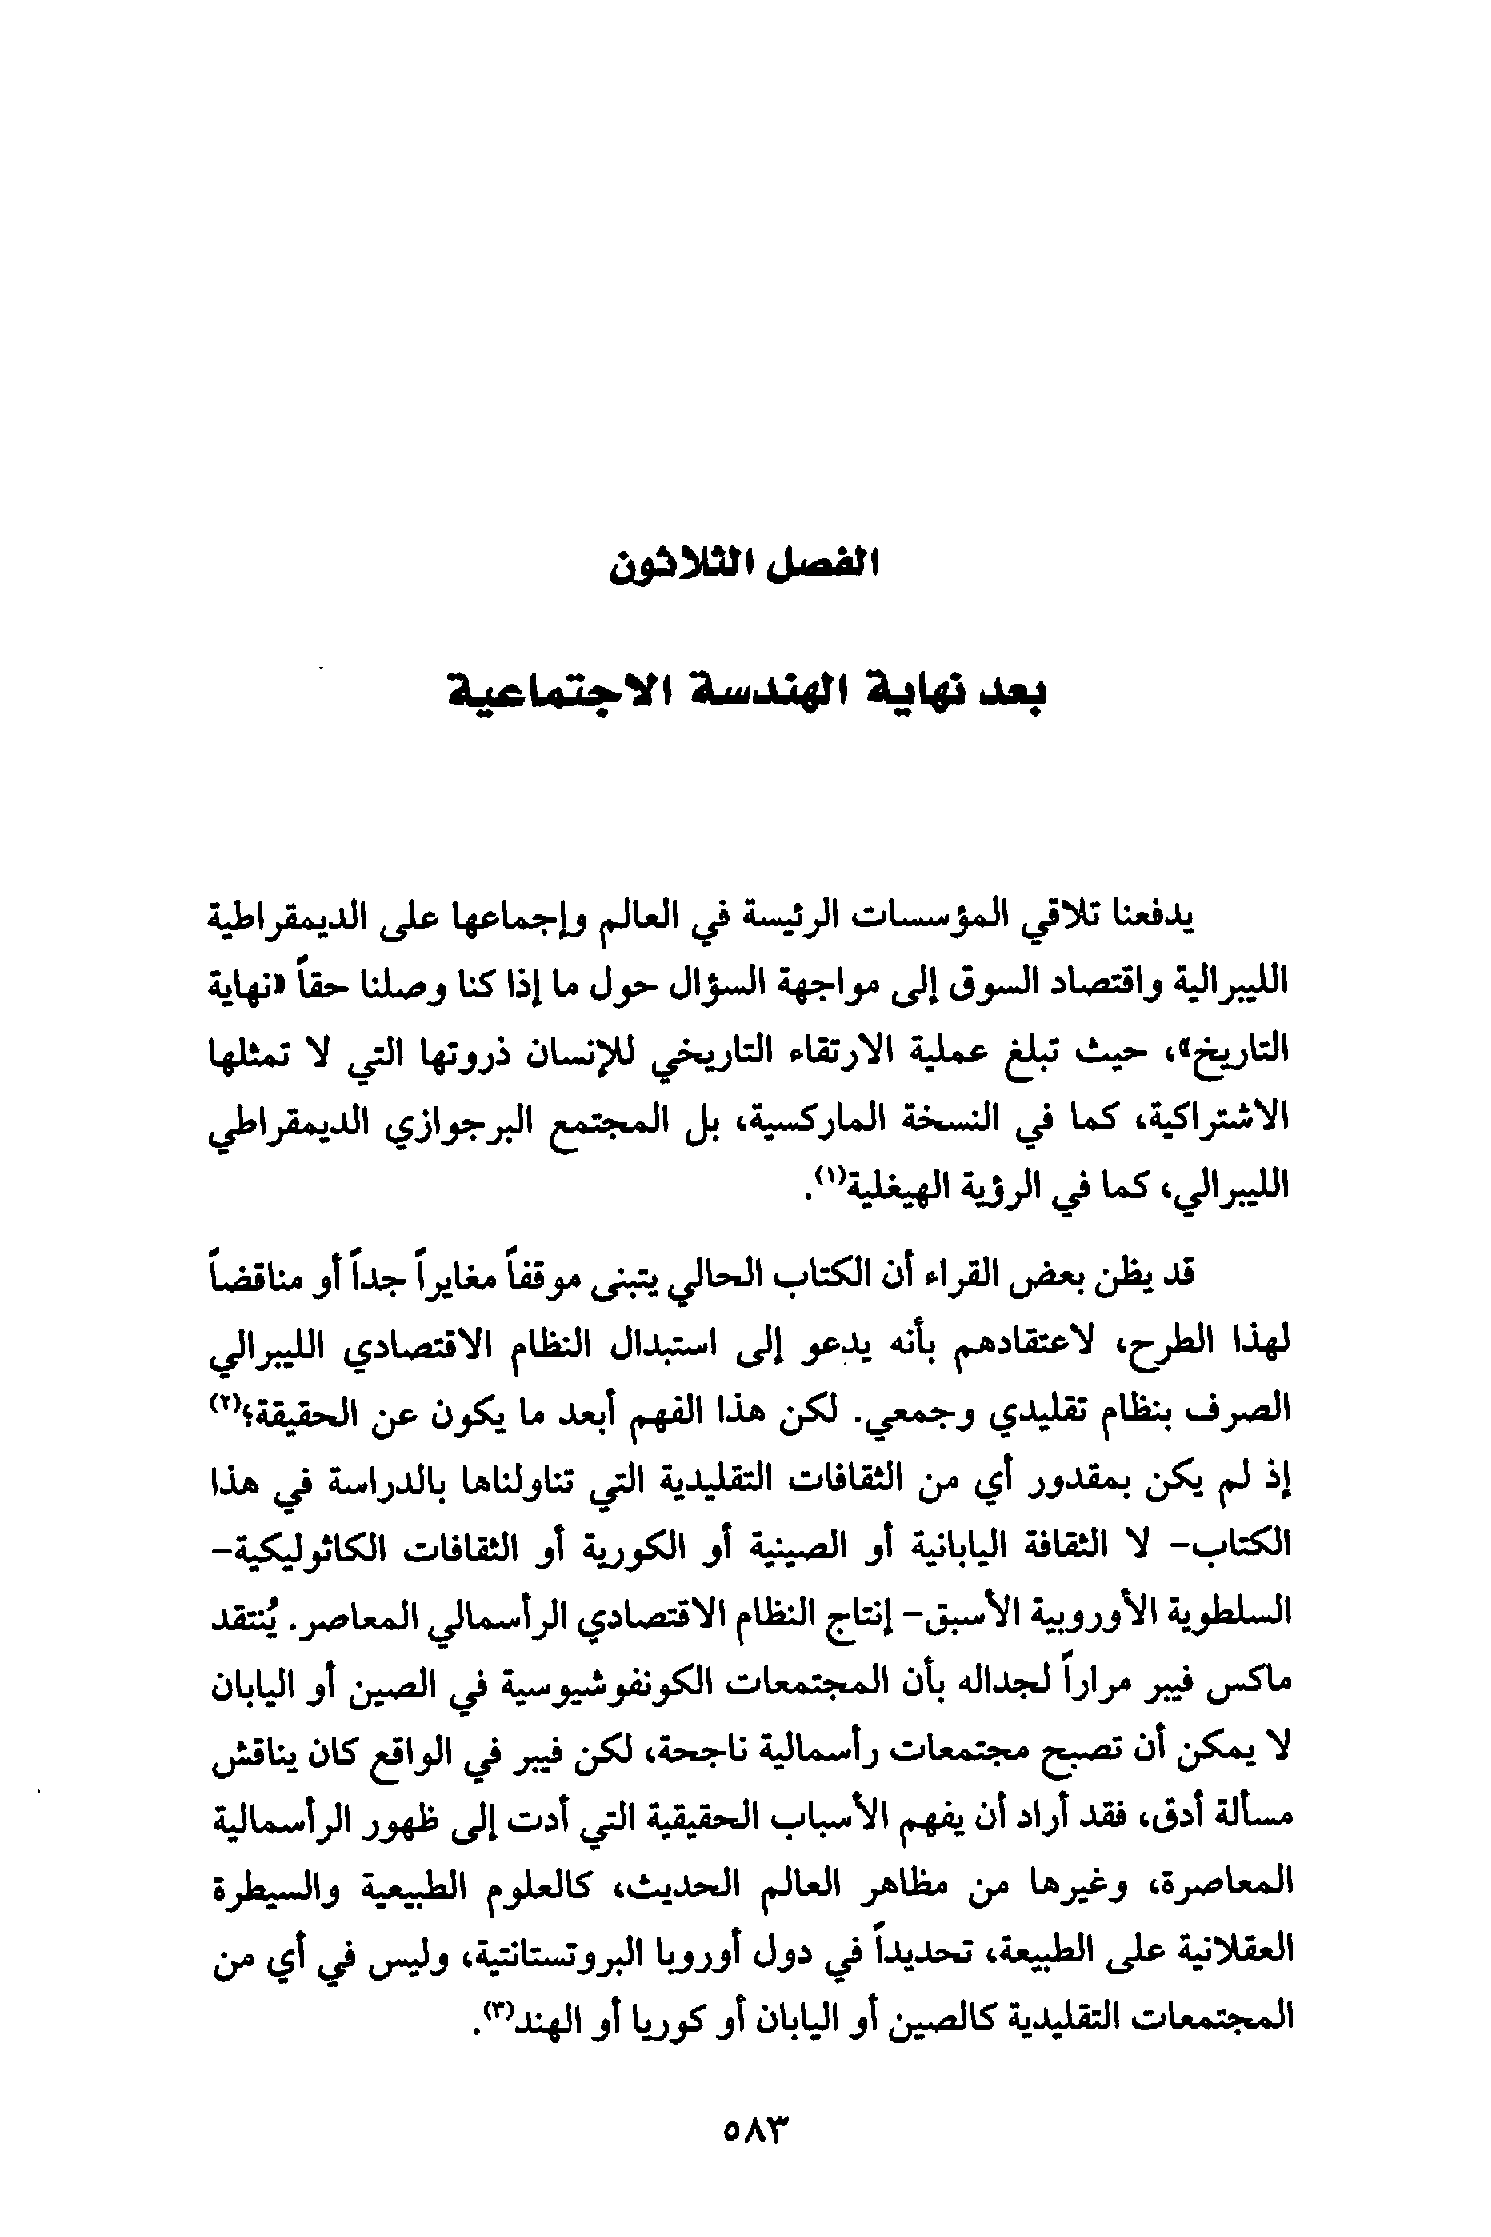 الفصل الثلاثون
بعد نهاية الهندسة الاجتماعية
يدفعنا تلاقي المؤسسات الرئيسة في العالم وإجماعها على الديمقراطية
الليبرالية واقتصاد السوق إلى مواجهة السؤال حول ما إذا كنا وصلنا حقاً «نهاية
التاريخ»، حيث تبلغ عملية الارتقاء التاريخي للإنسان ذروتها التي لا تمثلها
الاشتراكية، كما في النسخة الماركسية، بل المجتمع البرجوازي الديمقراطي
الليبرالي، كما في الرؤية الهيغلية(١).
قد يظن بعض القراء أن الكتاب الحالي يتبنى موقفاً مغايراً جداً أو مناقضاً
لهذا الطرح، لاعتقادهم بأنه يدعو إلى استبدال النظام الاقتصادي الليبرالي
الصرف بنظام تقليدي وجمعي. لكن هذا الفهم أبعد ما يكون عن الحقيقة؛(٢)
إذ لم يكن بمقدور أي من الثقافات التقليدية التي تناولناها بالدراسة في هذا
الكتاب- لا الثقافة اليابانية أو الصينية أو الكورية أو الثقافات الكاثوليكية-
السلطوية الأوروبية الأسبق- إنتاج النظام الاقتصادي الرأسمالي المعاصر. يُنتقد
ماكس فيبر مراراً لجداله بأن المجتمعات الكونفوشيوسية في الصين أو اليابان
لا يمكن أن تصبح مجتمعات رأسمالية ناجحة، لكن فيبر في الواقع كان يناقش
مسألة أدق، فقد أراد أن يفهم الأسباب الحقيقية التي أدت إلى ظهور الرأسمالية
المعاصرة، وغيرها من مظاهر العالم الحديث، كالعلوم الطبيعية والسيطرة
العقلانية على الطبيعة، تحديداً في دول أوروبا البروتستانتية، وليس في أي من
المجتمعات التقليدية كالصين أو اليابان أو كوريا أو الهند(٣).
٥٨٣